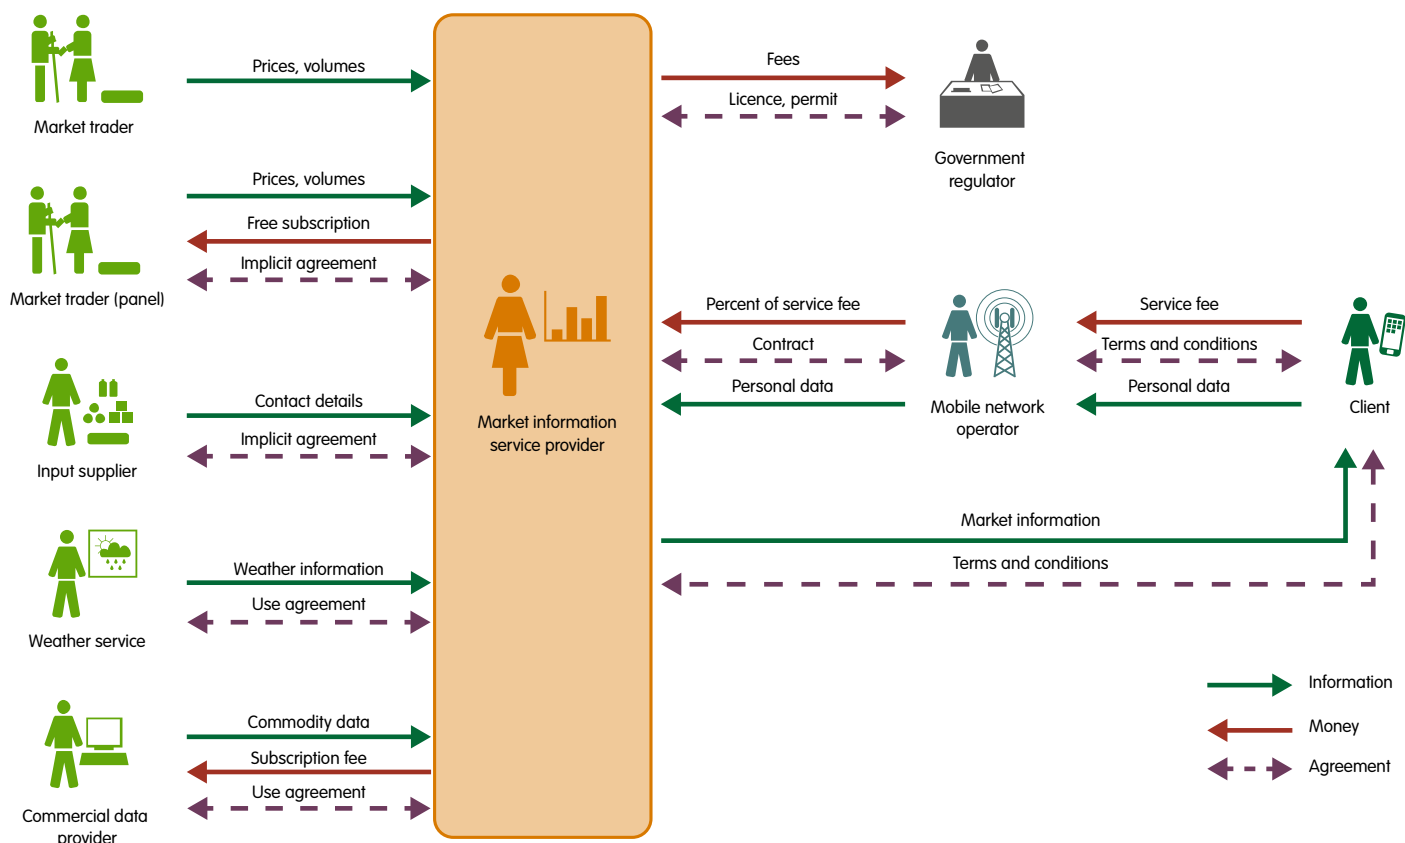 Prices, volumes
Market trader
Prices, volumes
Free subscription
Implicit agreement
Market trader (panel)
Contact details
Implicit agreement
Input supplier
Weather information
Use agreement
Weather service
Commodity data
Subscription fee
Use agreement
Commercial data
provider
Market information
service provider
Fees
Licence, permit
Government
regulator
Percent of service fee
Contract
Personal data
Mobile network
operator
Service fee
Terms and conditions
Personal data
Client
Market information
Terms and conditions
Information
Money
Agreement